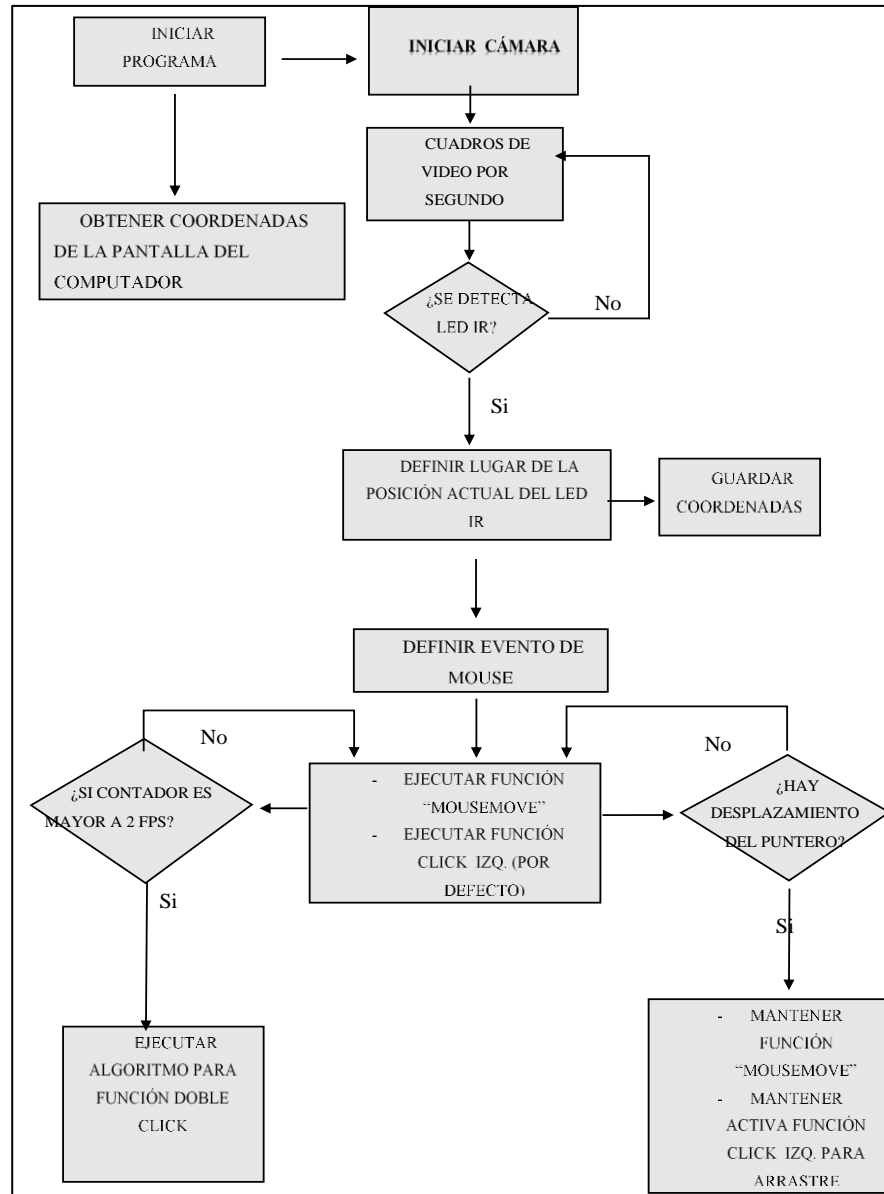 INICIAR
PROGRAMA
INICIAR CÁMARA
CUADROS DE
VIDEO POR
SEGUNDO
OBTENER COORDENADAS
DE LA PANTALLA DEL
COMPUTADOR
¿SE DETECTA
LED IR?
No
Si
DEFINIR LUGAR DE LA
POSICIÓN ACTUAL DEL LED
IR
GUARDAR
COORDENADAS
DEFINIR EVENTO DE
MOUSE
No
No
¿SI CONTADOR ES
MAYOR A 2 FPS?
- EJECUTAR FUNCIÓN
“MOUSEMOVE”
- EJECUTAR FUNCIÓN
CLICK IZQ. (POR
DEFECTO)
¿HAY
DESPLAZAMIENTO
DEL PUNTERO?
Si
Si
EJECUTAR
ALGORITMO PARA
FUNCIÓN DOBLE
CLICK
- MANTENER
FUNCIÓN
“MOUSEMOVE”
- MANTENER
ACTIVA FUNCIÓN
CLICK IZQ. PARA
ARRASTRE